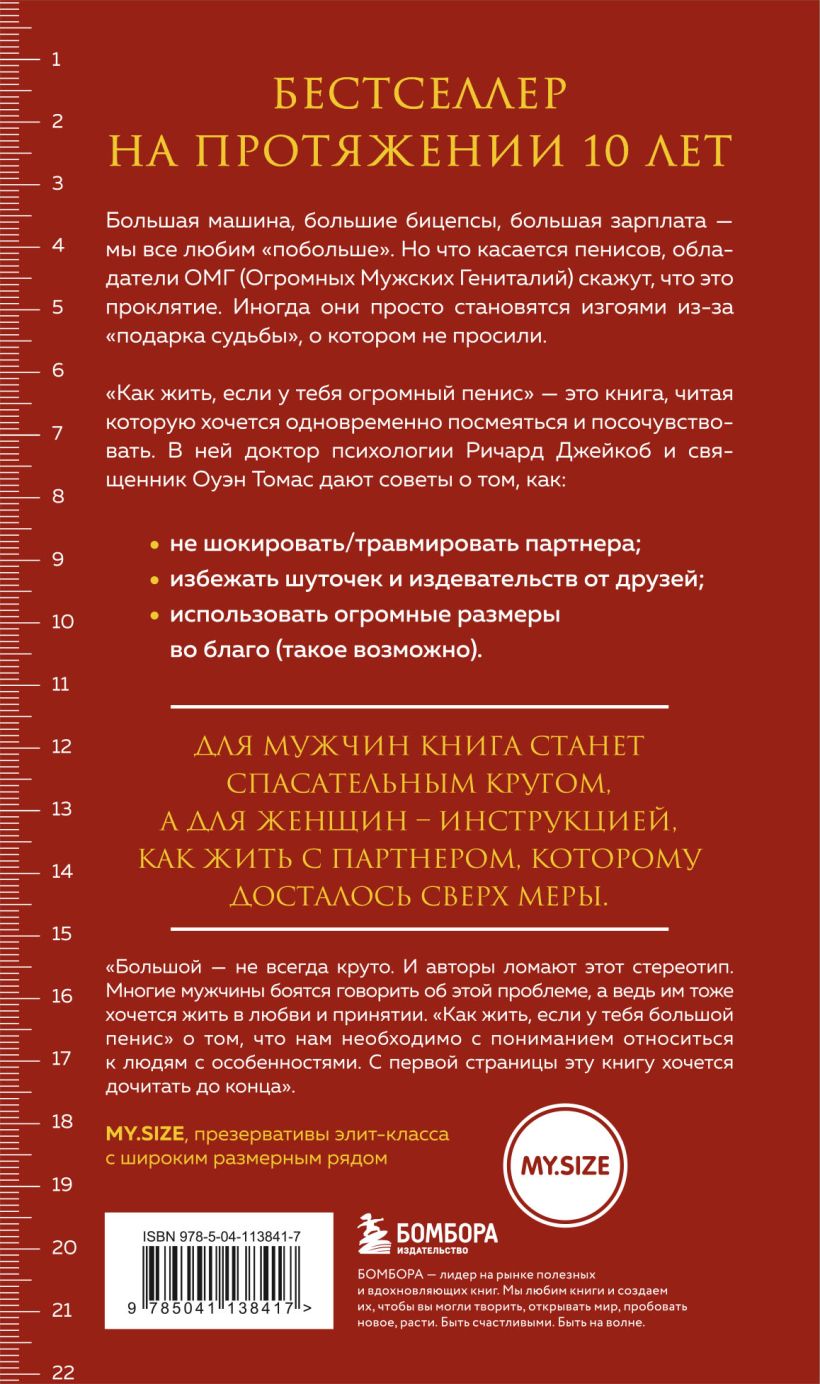 БЕСТСЕЛЛЕР
НА ПРОТЯЖЕНИИ 10 ЛЕТ
Большая машина, большие бицепсы, большая зарплата —
мы все любим «побольше». Но что касается пенисов, обла-
датели ОМГ (Огромных Мужских Гениталий) скажут, что это
проклятие. Иногда они просто становятся изгоями из-за
«подарка судьбы», о котором не просили.
«Как жить, если у тебя огромный пенис» — это книга, читая
которую хочется одновременно посмеяться и посочувство-
вать. В ней доктор психологии Ричард Джейкоб и свя-
щенник Оуэн Томас дают советы о том, как:
• не шокировать/травмировать партнера;
• избежать шуточек и издевательств от друзей;
• использовать огромные размеры
во благо (такое возможно).
ДЛЯ МУЖЧИН КНИГА СТАНЕТ
СПАСАТЕЛЬНЫМ КРУГОМ,
А ДЛЯ ЖЕНЩИН – ИНСТРУКЦИЕЙ,
КАК ЖИТЬ С ПАРТНЕРОМ, КОТОРОМУ
ДОСТАЛОСЬ СВЕРХ МЕРЫ.
«Большой — не всегда круто. И авторы ломают этот стереотип.
Многие мужчины боятся говорить об этой проблеме, а ведь им тоже
хочется жить в любви и принятии. «Как жить, если у тебя большой
пенис» о том, что нам необходимо с пониманием относиться
к людям с особенностями. С первой страницы эту книгу хочется
дочитать до конца».
MY.SIZE, презервативы элит-класса
с широким размерным рядом
MY.SIZE
ISBN 978-5-04-113841-7
9 785041 138417 >
БОМБОРА
ИЗДАТЕЛЬСТВО
БОМБОРА — лидер на рынке полезных
и вдохновляющих книг. Мы любим книги и создаем
их, чтобы вы могли творить, открывать мир, пробовать
новое, расти. Быть счастливыми. Быть на волне.
1
2
3
4
5
6
7
8
9
10
11
12
13
14
15
16
17
18
19
20
21
22